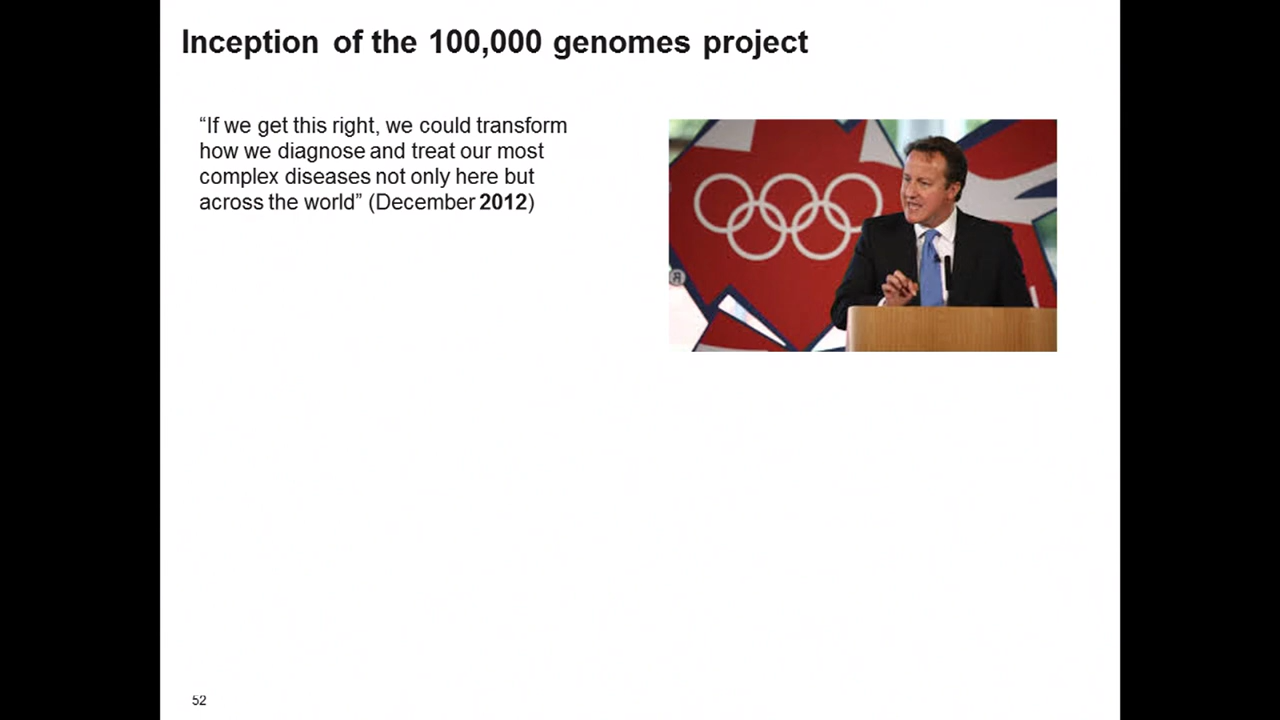 Inception of the 100,000 genomes project
“If we get this right, we could transform
how we diagnose and treat our most
complex diseases not only here but
across the world” (December 2012)
®
52